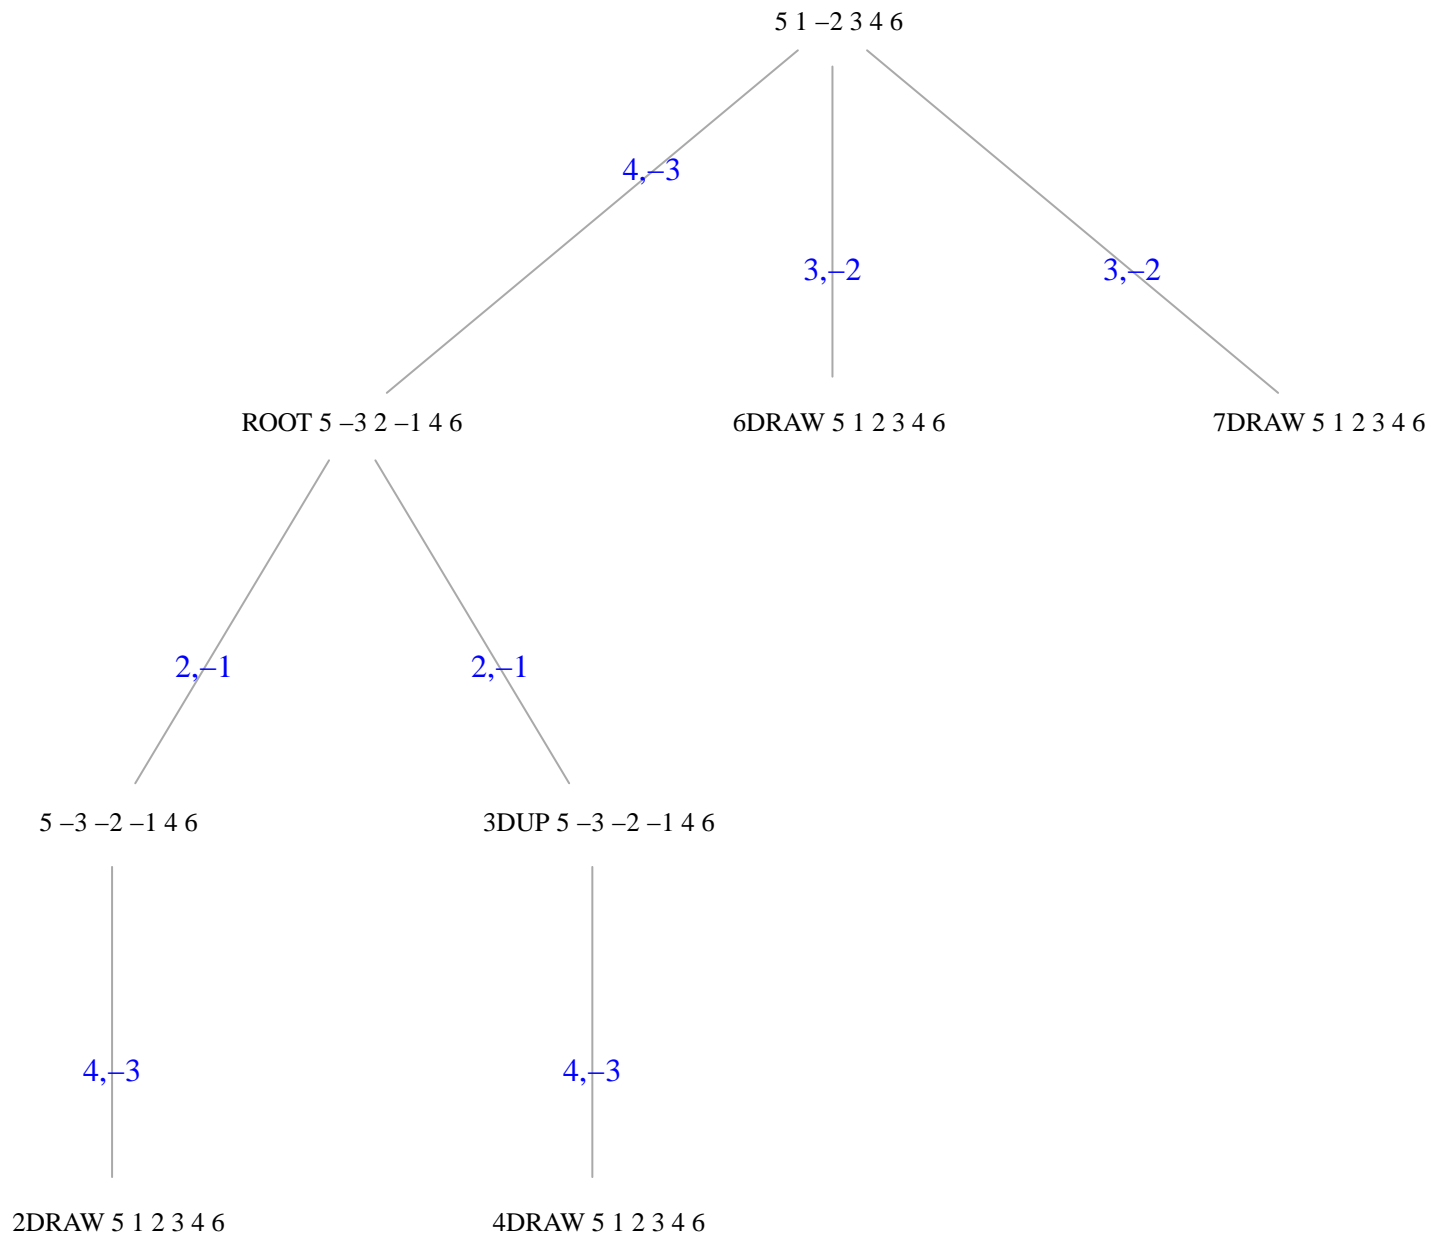 5 1 –2 3 4 6
4,–3
3,–2
3,–2
ROOT 5 –3 2 –1 4 6
6DRAW 5 1 2 3 4 6
7DRAW 5 1 2 3 4 6
2,–1
2,–1
5 –3 –2 –1 4 6
3DUP 5 –3 –2 –1 4 6
4,–3
4,–3
2DRAW 5 1 2 3 4 6
4DRAW 5 1 2 3 4 6